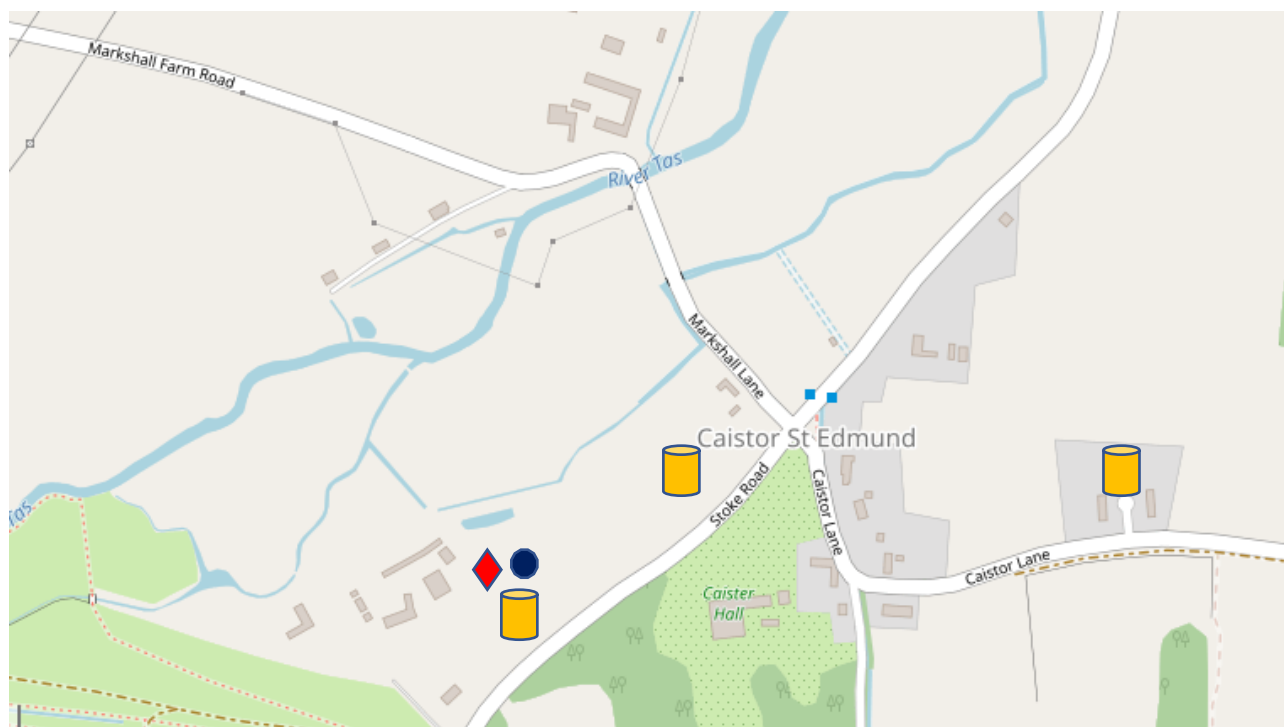 Markshall Farm Road
River Tas
Markshall Lane
Caistor St Edmund
Stoke Road
Caistor Lane
Tas
Caistor Lane
Caister
Hall